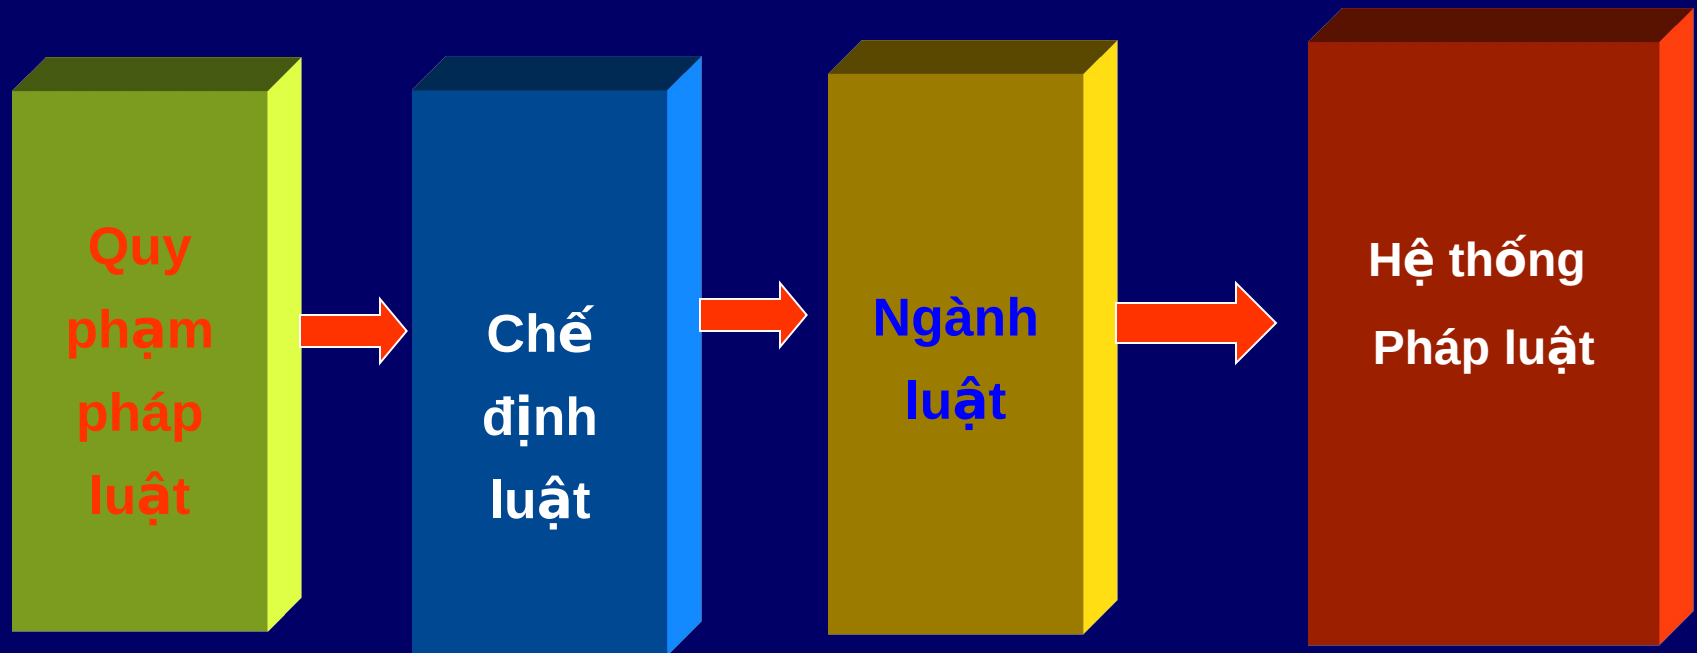 Quy
phạm
pháp
luật
Chế
định
luật
Ngành
luật
Hệ thống
Pháp luật